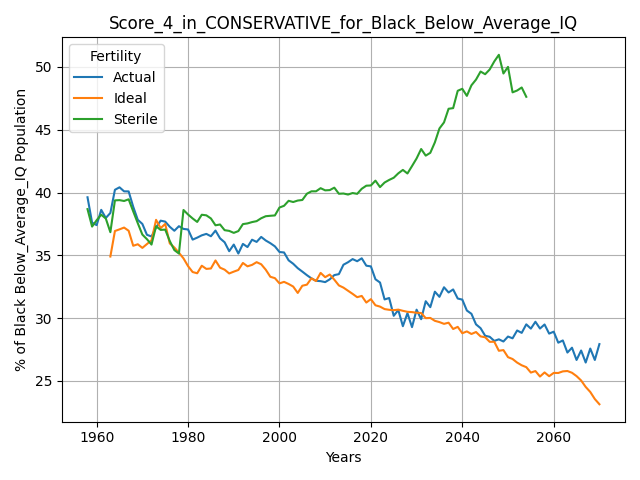 Score_4_in_CONSERVATIVE_for_Black_Below_Average_IQ
Fertility
Actual
Ideal
Sterile
% of Black Below_Average_IQ Population
50
45
40
35
30
25
1960
1980
2000
2020
2040
2060
Years